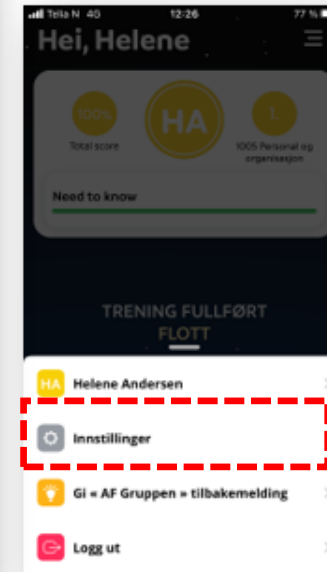 Telia N 4G 12:26 77 %
Hei, Helene
100%
HA
1.
Total score
1005 Personal og
organisasjon
Need to know
TRENING FULLFØRT
FLOTT
HA Helene Andersen
Innstillinger
Gi « AF Gruppen » tilbakemelding
Logg ut